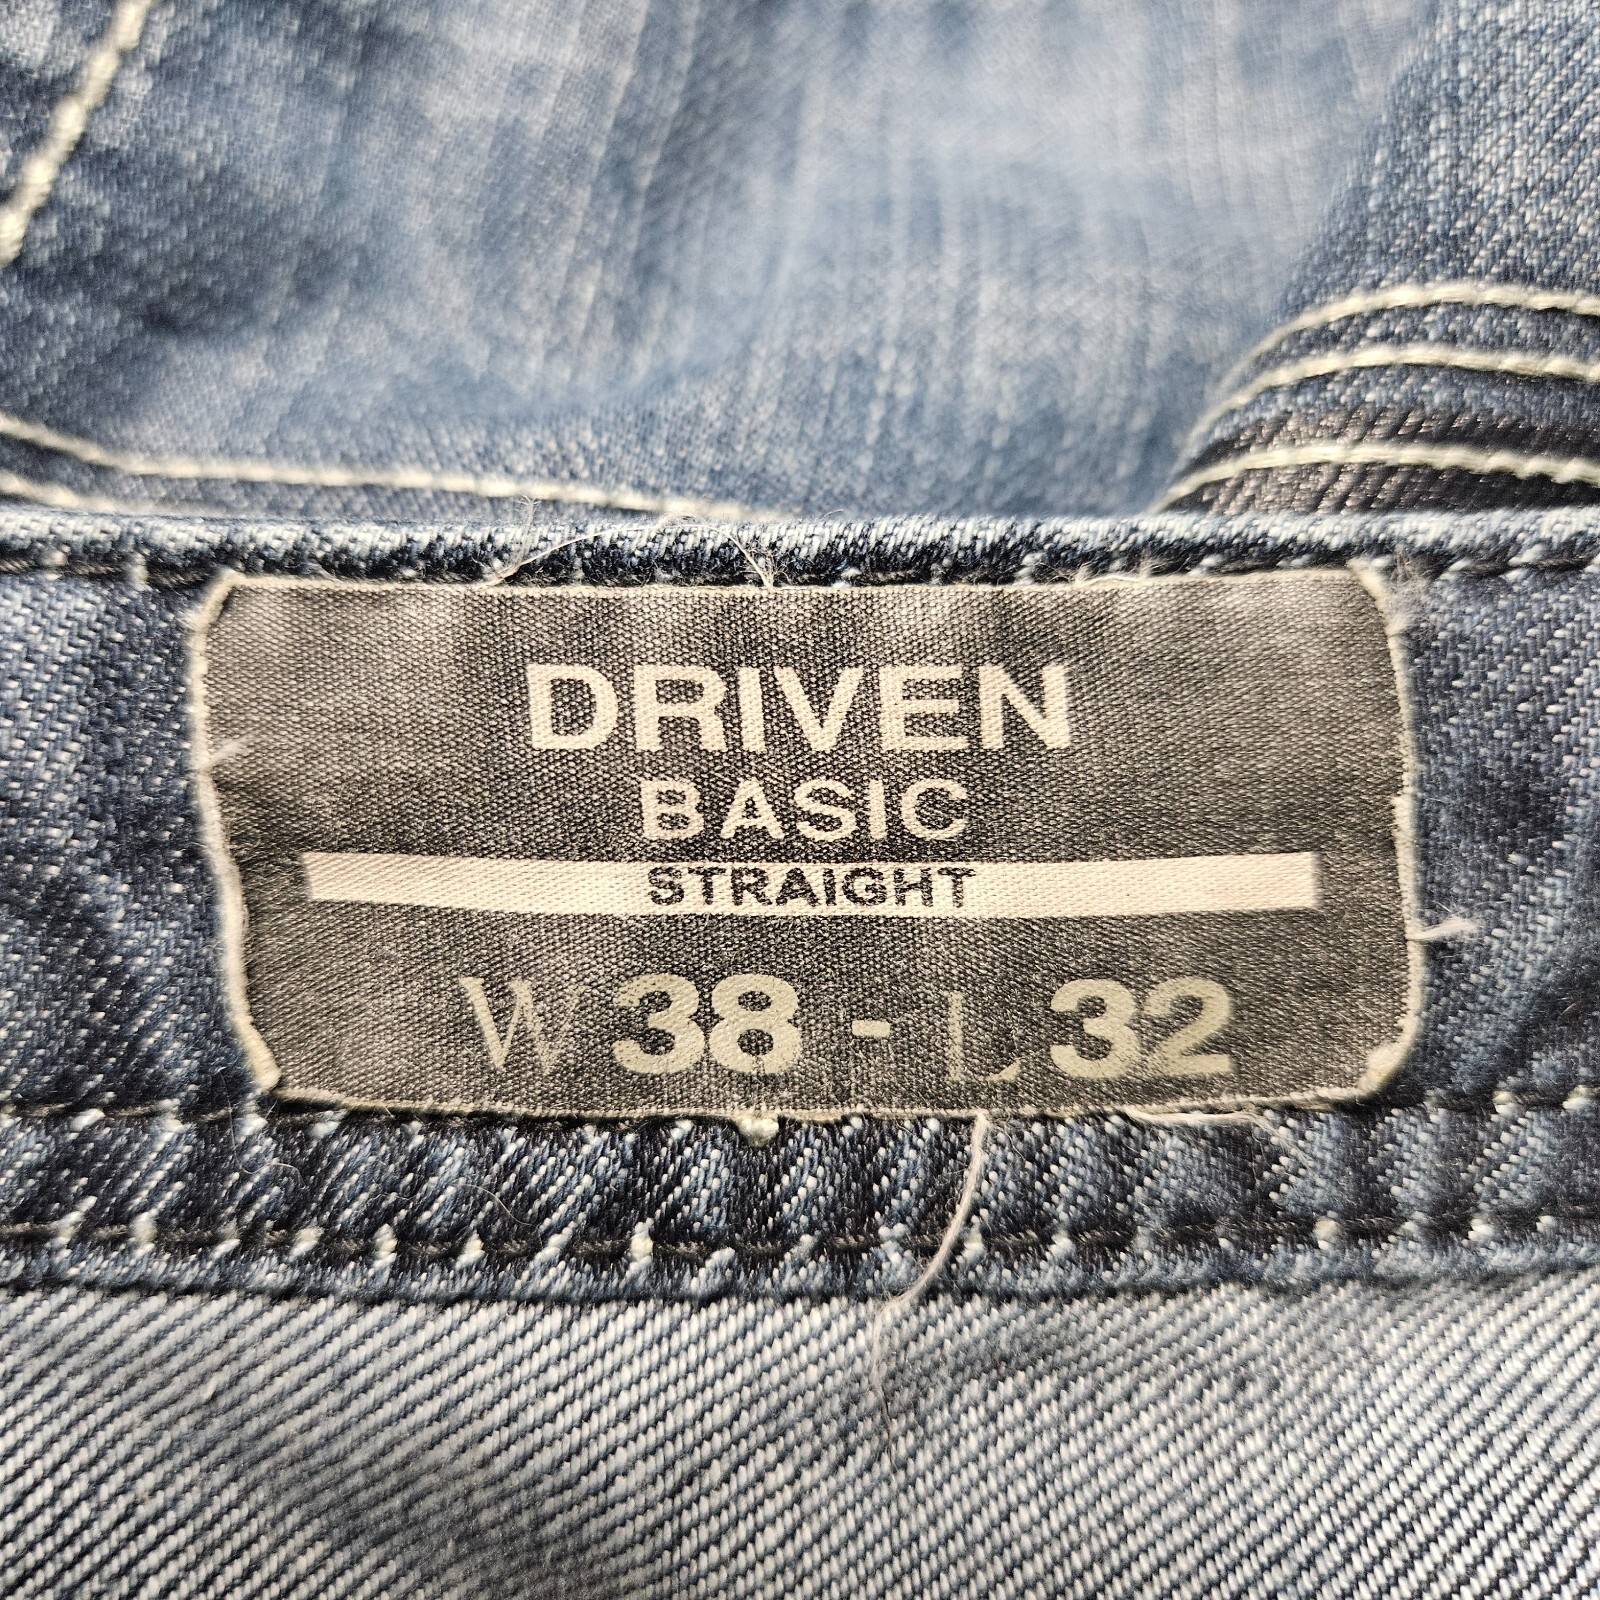 DRIVEN
BASIC
STRAIGHT
W 38 - L 32